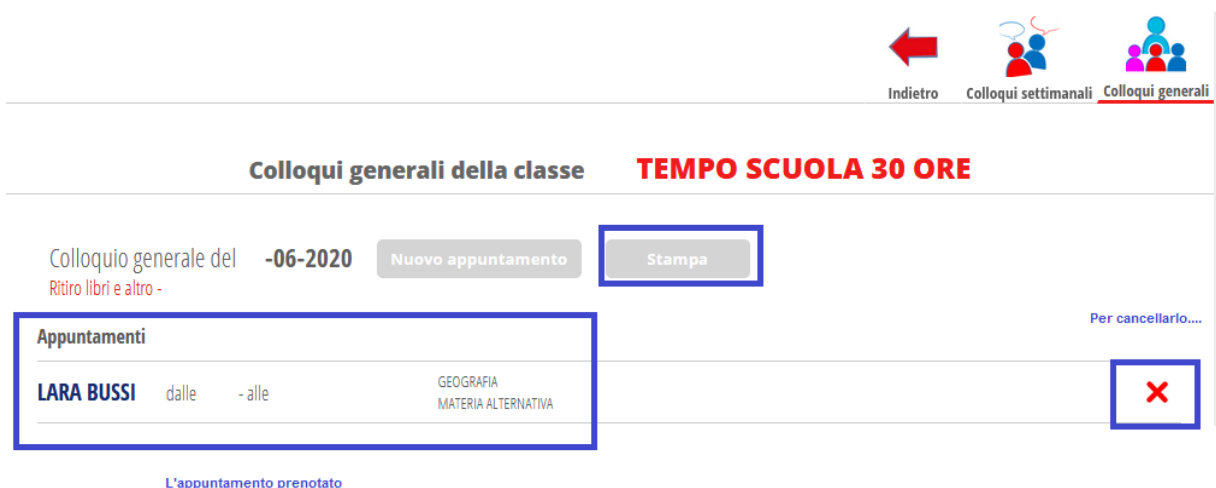 Indietro
Colloqui settimanali
Colloqui generali
Colloqui generali della classe TEMPO SCUOLA 30 ORE
Colloquio generale del -06-2020 Nuovo appuntamento Stampa
Ritiro libri e altro -
Per cancellarlo....
Appuntamenti
LARA BUSSI dalle - alle GEOGRAFIA
MATERIA ALTERNATIVA
L'appuntamento prenotato